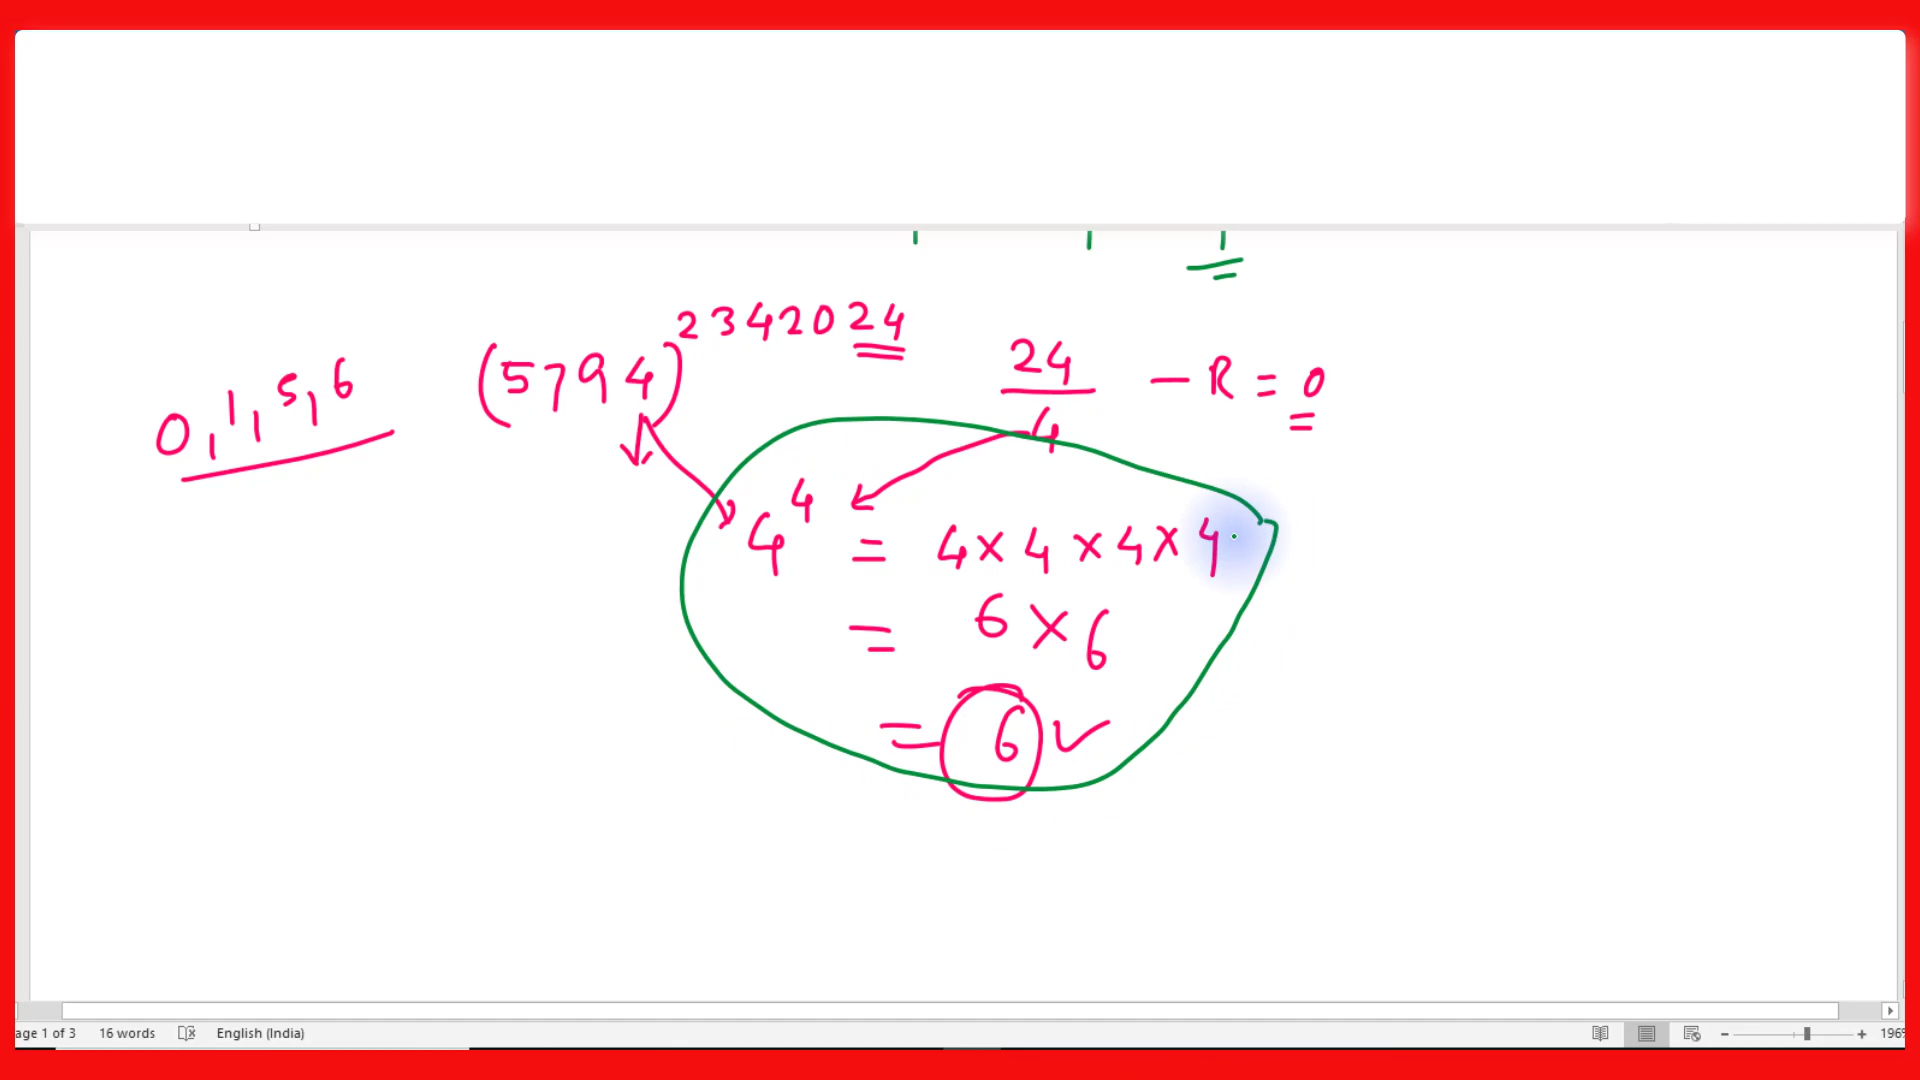 0, 1, 5, 6
(5794)^2342024
24/4 - R = 0
4^4 = 4 x 4 x 4 x 4
= 6 x 6
= 6 ✓
age 1 of 3 16 words English (India) 196